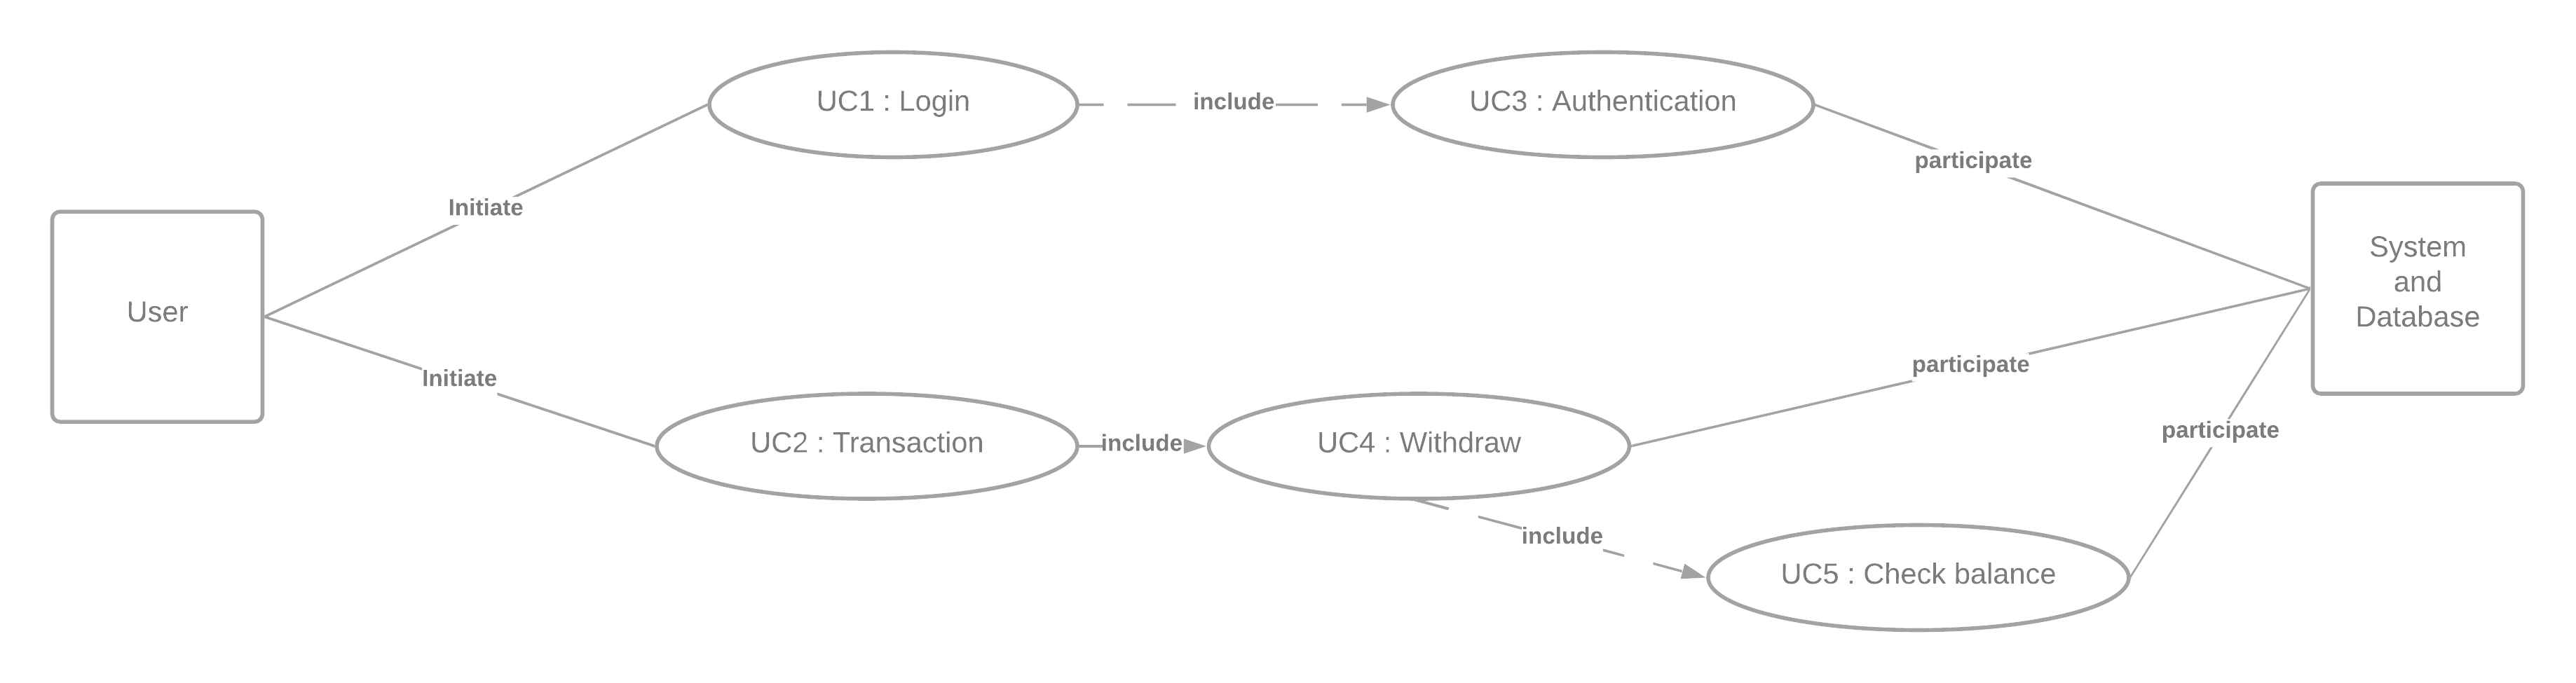 UC1 : Login
include
UC3 : Authentication
participate
Initiate
User
System
and
Database
Initiate
participate
UC2 : Transaction
include
UC4 : Withdraw
participate
include
UC5 : Check balance